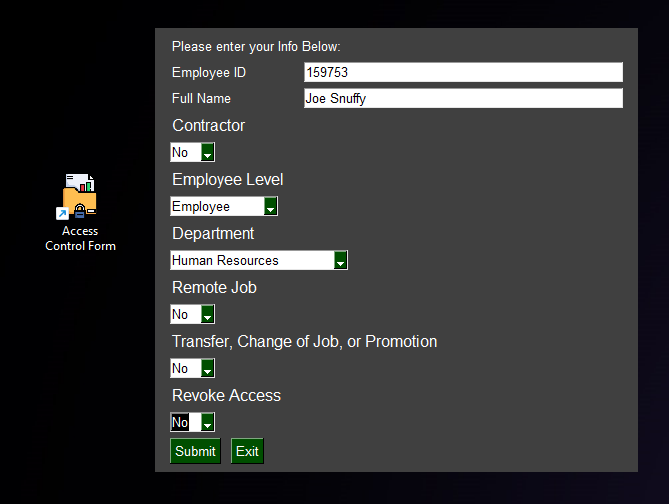 Please enter your Info Below:
Employee ID 159753
Full Name Joe Snuffy
Contractor
No
Employee Level
Employee
Department
Human Resources
Remote Job
No
Transfer, Change of Job, or Promotion
No
Revoke Access
No
Submit Exit
Access
Control Form